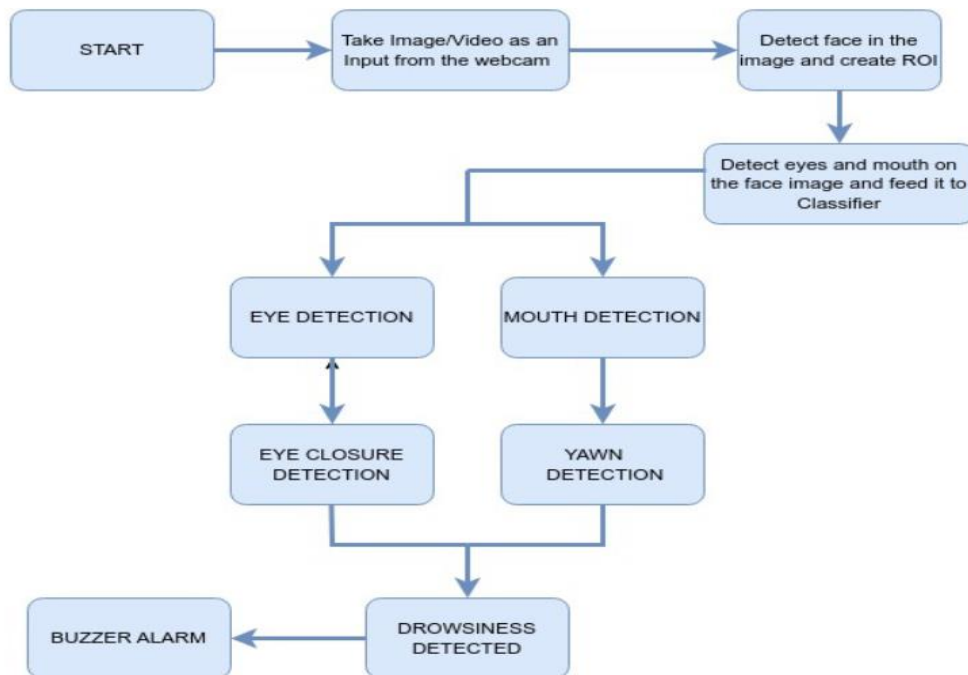 START
Take Image/Video as an
Input from the webcam
Detect face in the
image and create ROI
Detect eyes and mouth on
the face image and feed it to
Classifier
EYE DETECTION
MOUTH DETECTION
EYE CLOSURE
DETECTION
YAWN
DETECTION
BUZZER ALARM
DROWSINESS
DETECTED